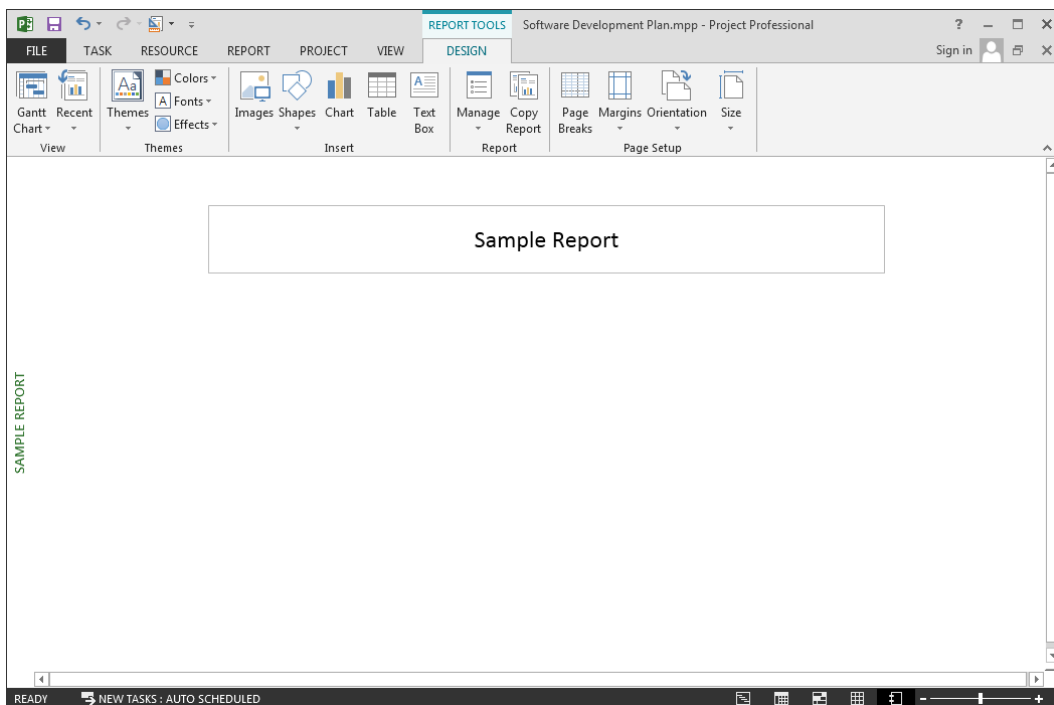 REPORT TOOLS Software Development Plan.mpp - Project Professional ?
FILE TASK RESOURCE REPORT PROJECT VIEW DESIGN Sign in
Gantt Chart
Recent
Themes
Aa
Colors
A Fonts
Effects
Images Shapes Chart Table
A
Text Box
Manage
Copy Report
Page Breaks
Margins Orientation Size
View Themes Insert Report Page Setup
Sample Report
SAMPLE REPORT
READY NEW TASKS : AUTO SCHEDULED